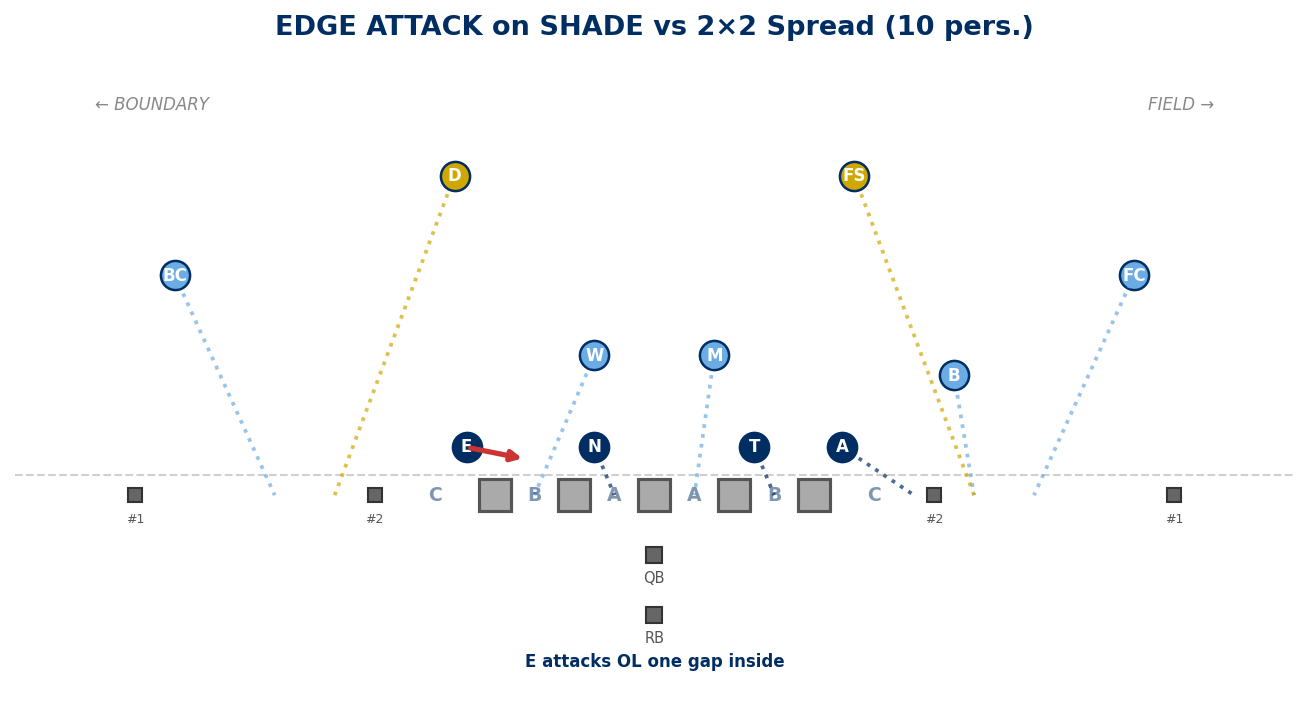 EDGE ATTACK on SHADE vs 2×2 Spread (10 pers.)
← BOUNDARY
FIELD →
D
FS
BC
FC
W
M
B
E
N
T
A
C
B
A
A
B
C
#1
#2
#2
#1
QB
RB
E attacks OL one gap inside